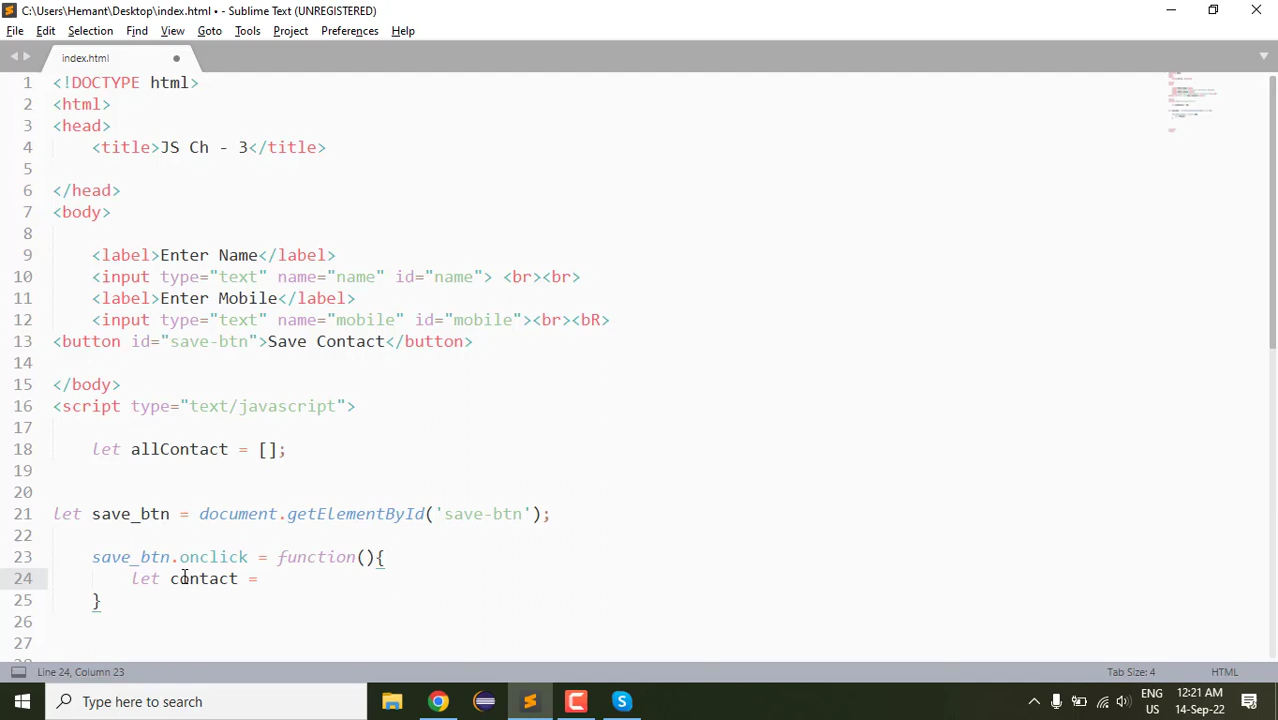 C:\Users\Hemant\Desktop\index.html • - Sublime Text (UNREGISTERED)
File Edit Selection Find View Goto Tools Project Preferences Help
index.html
1 <!DOCTYPE html>
2 <html>
3 <head>
4 <title>JS Ch - 3</title>
5
6 </head>
7 <body>
8
9 <label>Enter Name</label>
10 <input type="text" name="name" id="name"> <br><br>
11 <label>Enter Mobile</label>
12 <input type="text" name="mobile" id="mobile"><br><bR>
13 <button id="save-btn">Save Contact</button>
14
15 </body>
16 <script type="text/javascript">
17
18 let allContact = [];
19
20
21 let save_btn = document.getElementById('save-btn');
22
23 save_btn.onclick = function(){
24 let contact =
25 }
26
27
Line 24, Column 23 Tab Size: 4 HTML
Type here to search
ENG 12:21 AM
US 14-Sep-22